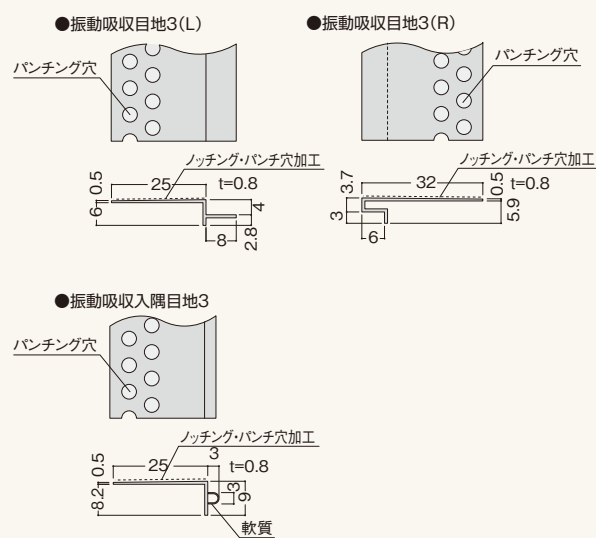 ●振動吸収目地3(L)
パンチング穴
ノッチング・パンチ穴加工
0.5
25
t=0.8
6
4
8
2.8
●振動吸収目地3(R)
パンチング穴
ノッチング・パンチ穴加工
3.7
32
t=0.8
0.5
3
6
5.9
●振動吸収入隅目地3
パンチング穴
ノッチング・パンチ穴加工
0.5
25
3
t=0.8
8.2
3
9
軟質